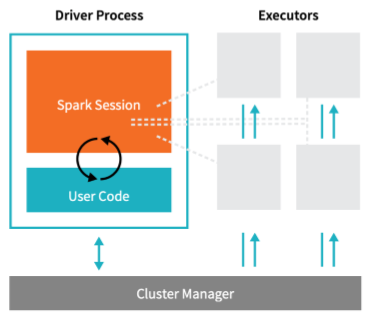 Driver Process
Executors
Spark Session
User Code
Cluster Manager